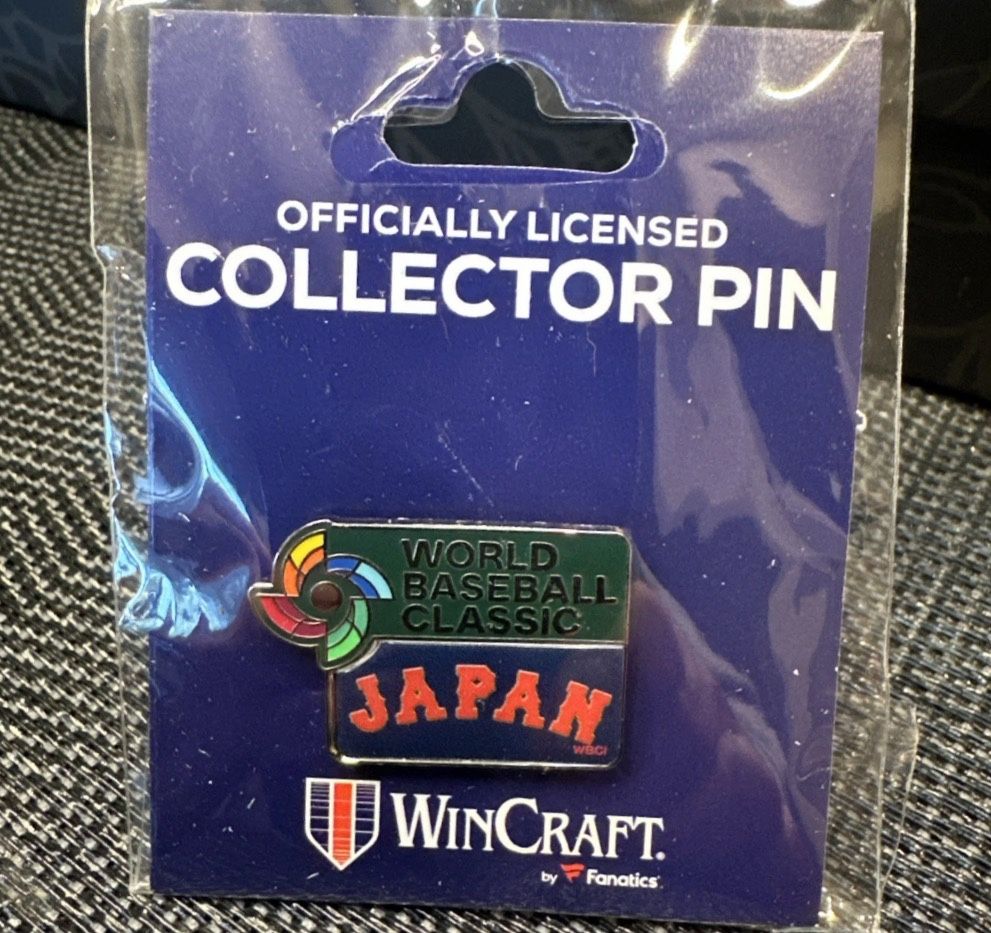 OFFICIALLY LICENSED
COLLECTOR PIN
WORLD
BASEBALL
CLASSIC
JAPAN
WBCI
WINCRAFT.
by Fanatics